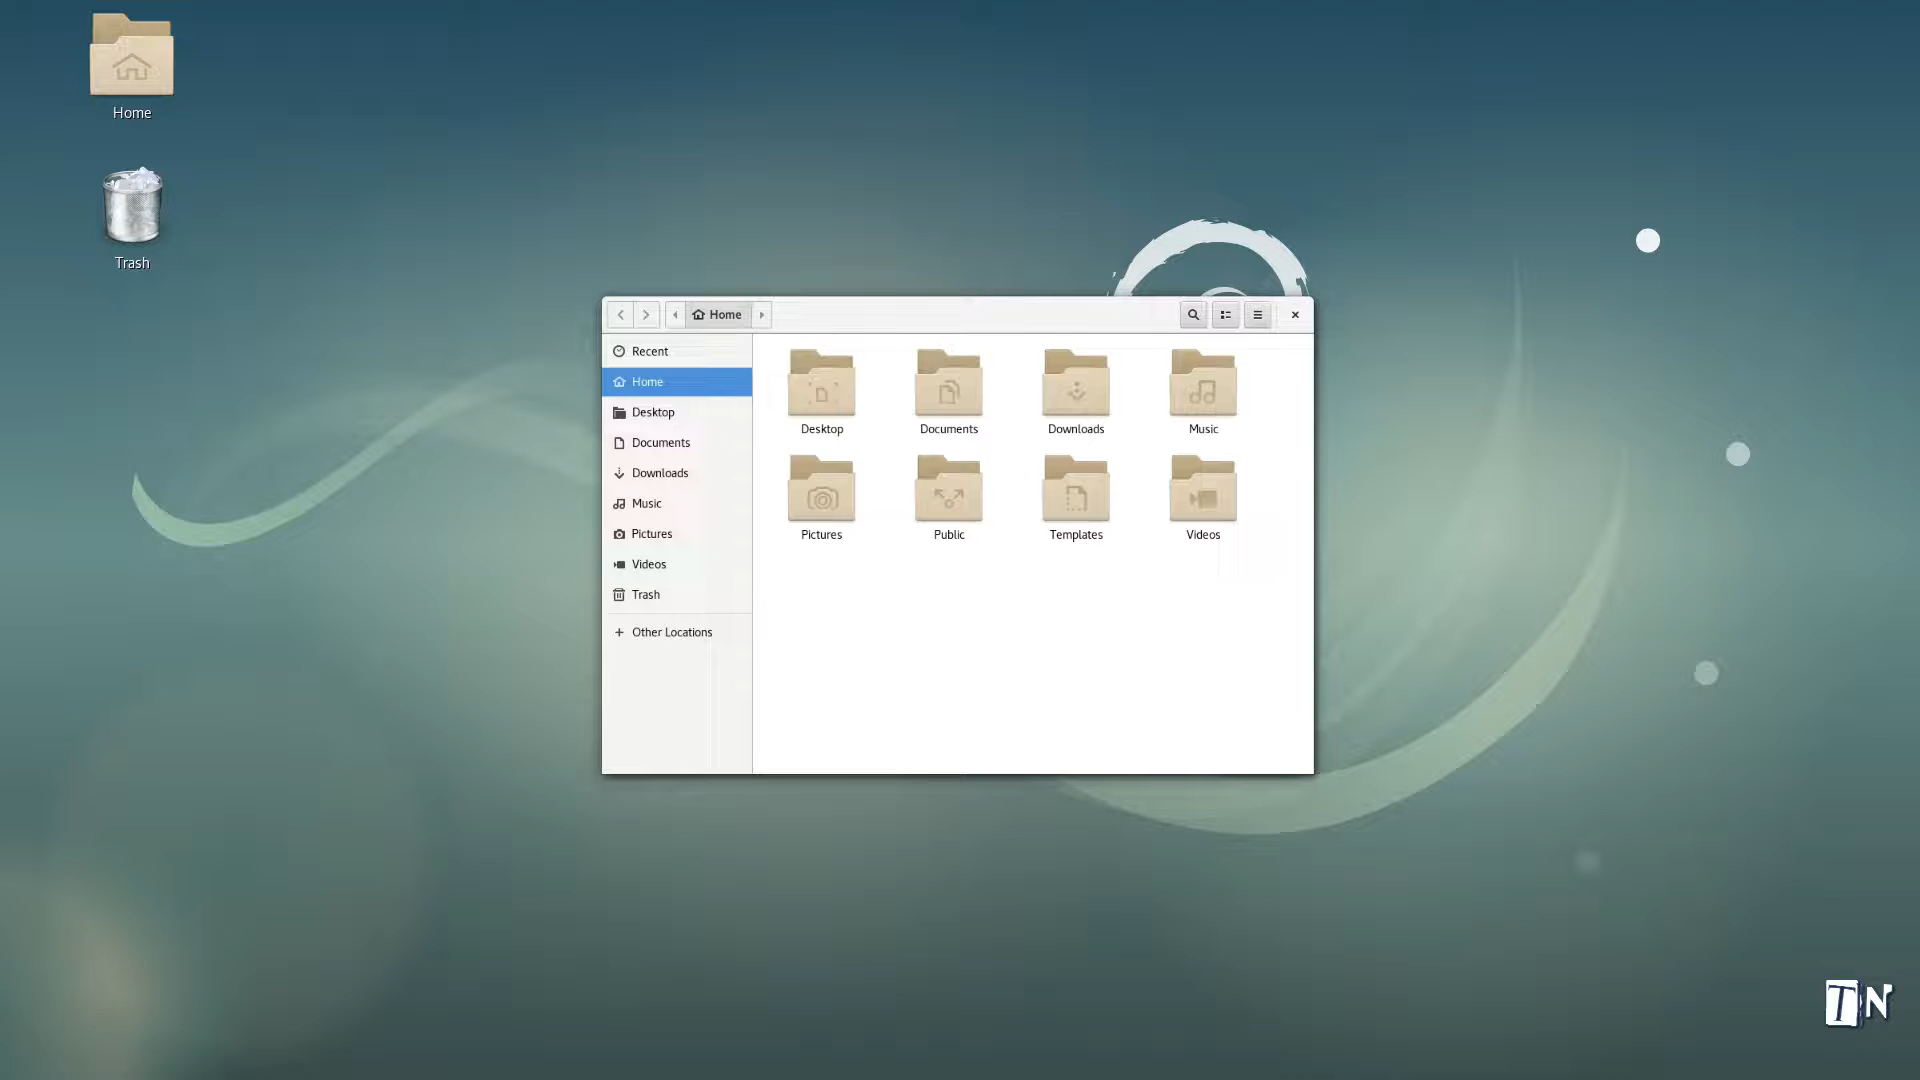 Home
Trash
Home
Recent
Home
Desktop
Documents
Downloads
Music
Pictures
Videos
Trash
Other Locations
Desktop
Documents
Downloads
Music
Pictures
Public
Templates
Videos
TN